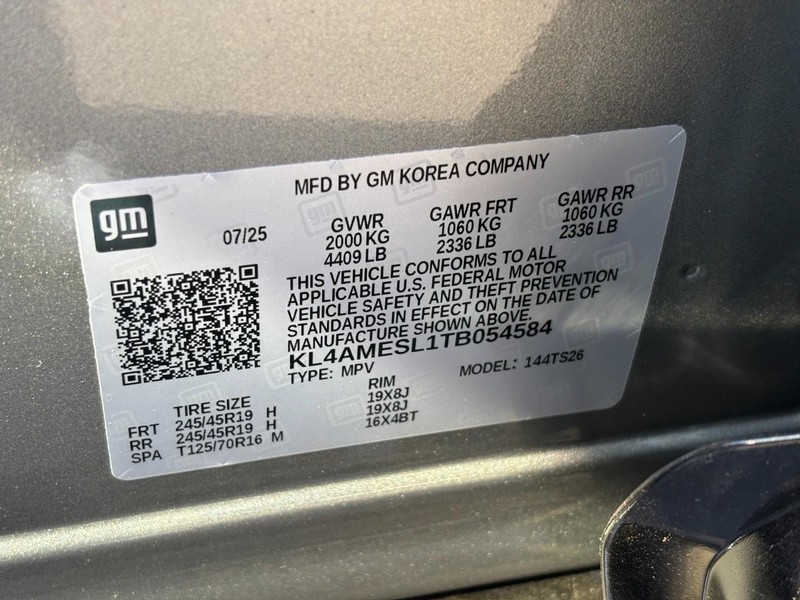 MFD BY GM KOREA COMPANY
gm
07/25
GVWR GAWR FRT GAWR RR
2000 KG 1060 KG 1060 KG
4409 LB 2336 LB 2336 LB
THIS VEHICLE CONFORMS TO ALL
APPLICABLE U.S. FEDERAL MOTOR
VEHICLE SAFETY AND THEFT PREVENTION
STANDARDS IN EFFECT ON THE DATE OF
MANUFACTURE SHOWN ABOVE.
KL4AMESL1TB054584
TYPE: MPV MODEL: 144TS26
TIRE SIZE RIM
FRT 245/45R19 H 19X8J
RR 245/45R19 H 19X8J
SPA T125/70R16 M 16X4BT